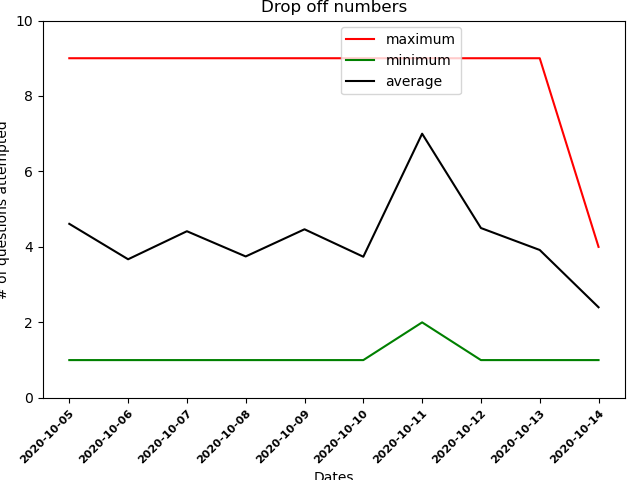 Drop off numbers
maximum
minimum
average
# of questions attempted
10
8
6
4
2
0
2020-10-05
2020-10-06
2020-10-07
2020-10-08
2020-10-09
2020-10-10
2020-10-11
2020-10-12
2020-10-13
2020-10-14
Dates